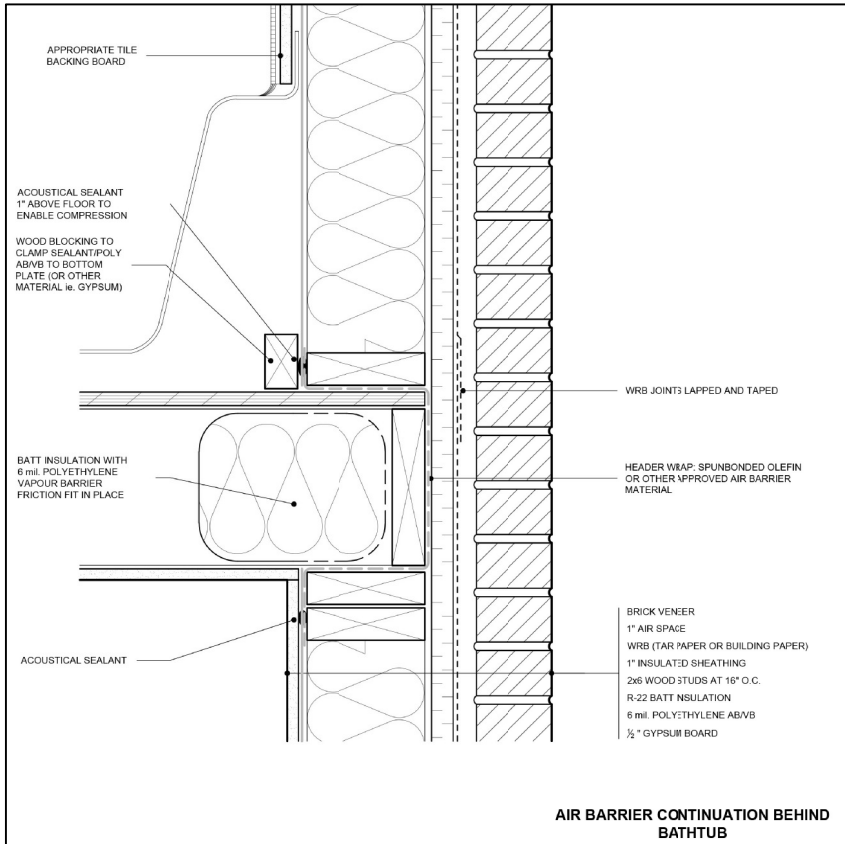 APPROPRIATE TILE
BACKING BOARD
ACOUSTICAL SEALANT
1" ABOVE FLOOR TO
ENABLE COMPRESSION
WOOD BLOCKING TO
CLAMP SEALANT/POLY
AB/VB TO BOTTOM
PLATE (OR OTHER
MATERIAL ie. GYPSUM)
WRB JOINTS LAPPED AND TAPED
BATT INSULATION WITH
6 mil. POLYETHYLENE
VAPOUR BARRIER
FRICTION FIT IN PLACE
HEADER WRAP: SPUNBONDED OLEFIN
OR OTHER APPROVED AIR BARRIER
MATERIAL
ACOUSTICAL SEALANT
BRICK VENEER
1" AIR SPACE
WRB (TAR PAPER OR BUILDING PAPER)
1" INSULATED SHEATHING
2x6 WOOD STUDS AT 16" O.C.
R-22 BATT INSULATION
6 mil. POLYETHYLENE AB/VB
½" GYPSUM BOARD
AIR BARRIER CONTINUATION BEHIND
BATHTUB